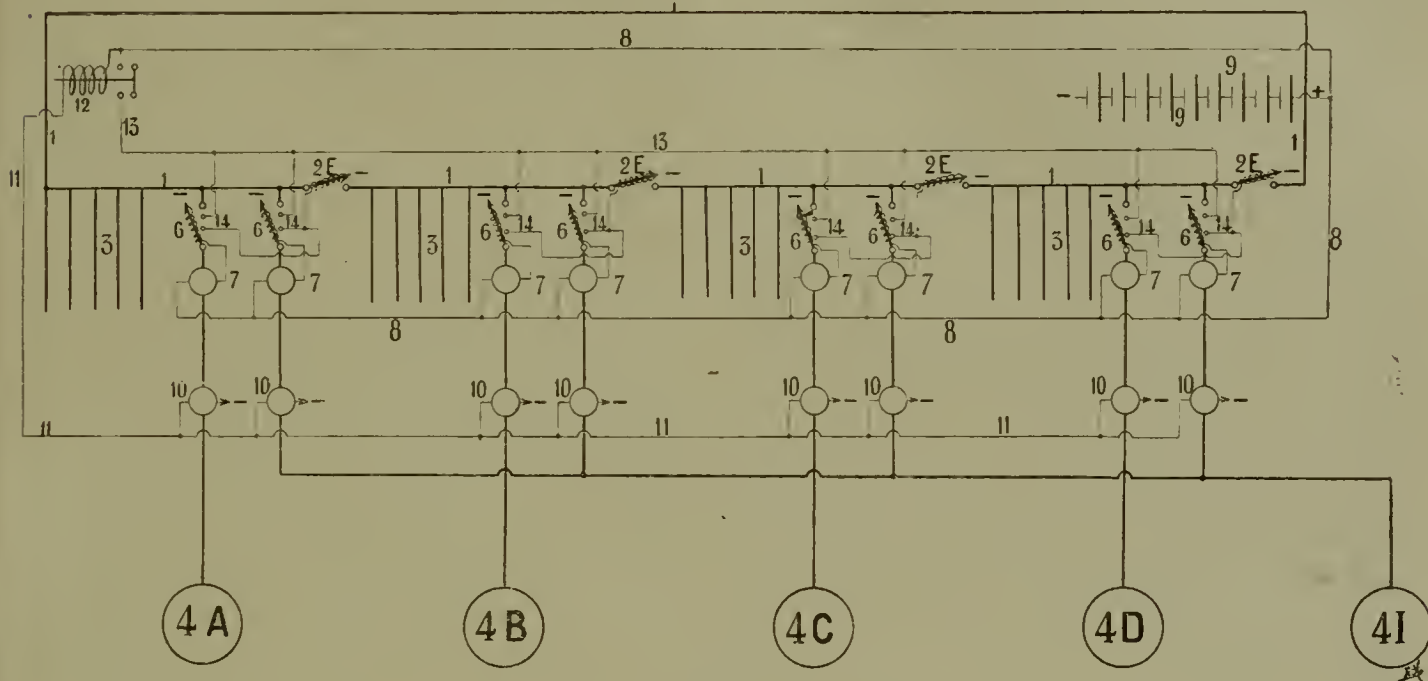 8
9
12
- +
9
13
13
1
1
11
1 2E - 1 2E - 1 2E - 1 2E -
- - - - - - - -
6 14 6 14 6 14 6 14 6 14 6 14 6 14 6 14
3 3 3 3 8
7 7 7 7 7 7 7 7
8 8
10 - 10 - 10 - 10 - 10 - 10 - 10 - 10 -
11 11 11
4A 4B 4C 4D 4I